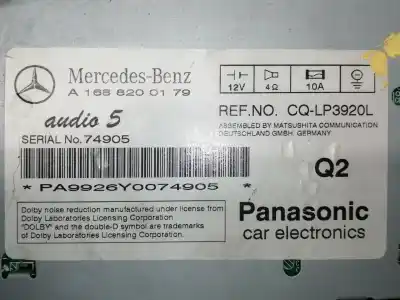 Mercedes-Benz
A 168 820 01 79
12V
4Ω
10A
audio 5
REF.NO. CQ-LP3920L
SERIAL No. 74905
ASSEMBLED BY MATSUSHITA COMMUNICATION
DEUTSCHLAND GMBH. GERMANY
Q2
* PA9926Y0074905 *
Dolby noise reduction manufactured under license from
Dolby Laboratories Licensing Corporation
"DOLBY" and the double-D symbol are trademarks
of Dolby Laboratories Licensing Corporation
Panasonic
car electronics